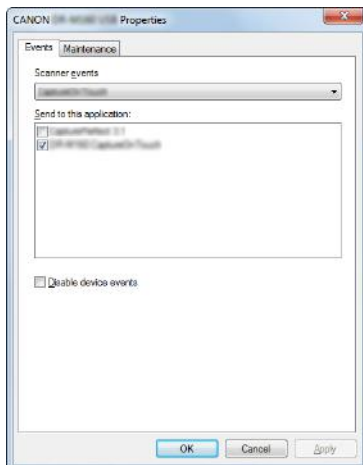 CANON Properties
Events Maintenance
Scanner events
Send to this application:
Disable device events
OK Cancel Apply